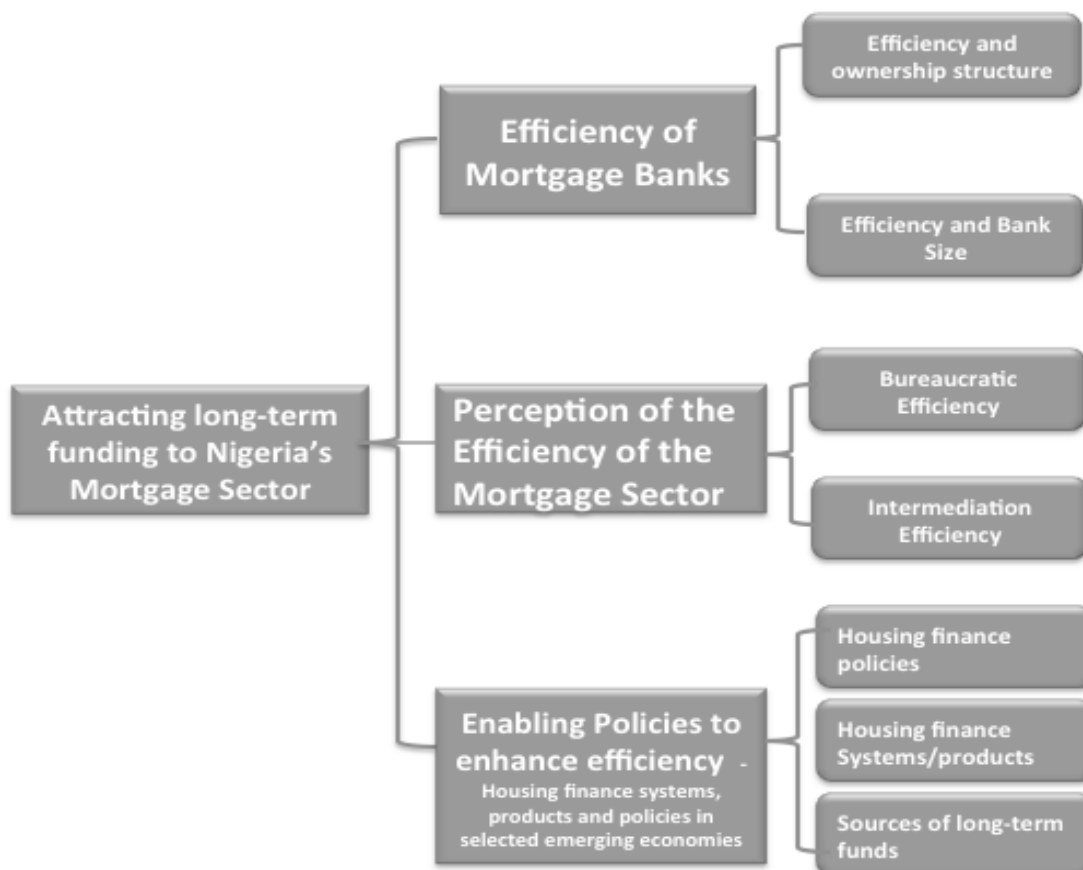 Attracting long-term
funding to Nigeria's
Mortgage Sector
Efficiency of
Mortgage Banks
Efficiency and
ownership structure
Efficiency and Bank
Size
Perception of the
Efficiency of the
Mortgage Sector
Bureaucratic
Efficiency
Intermediation
Efficiency
Enabling Policies to
enhance efficiency -
Housing finance systems,
products and policies in
selected emerging economies
Housing finance
policies
Housing finance
Systems/products
Sources of long-term
funds